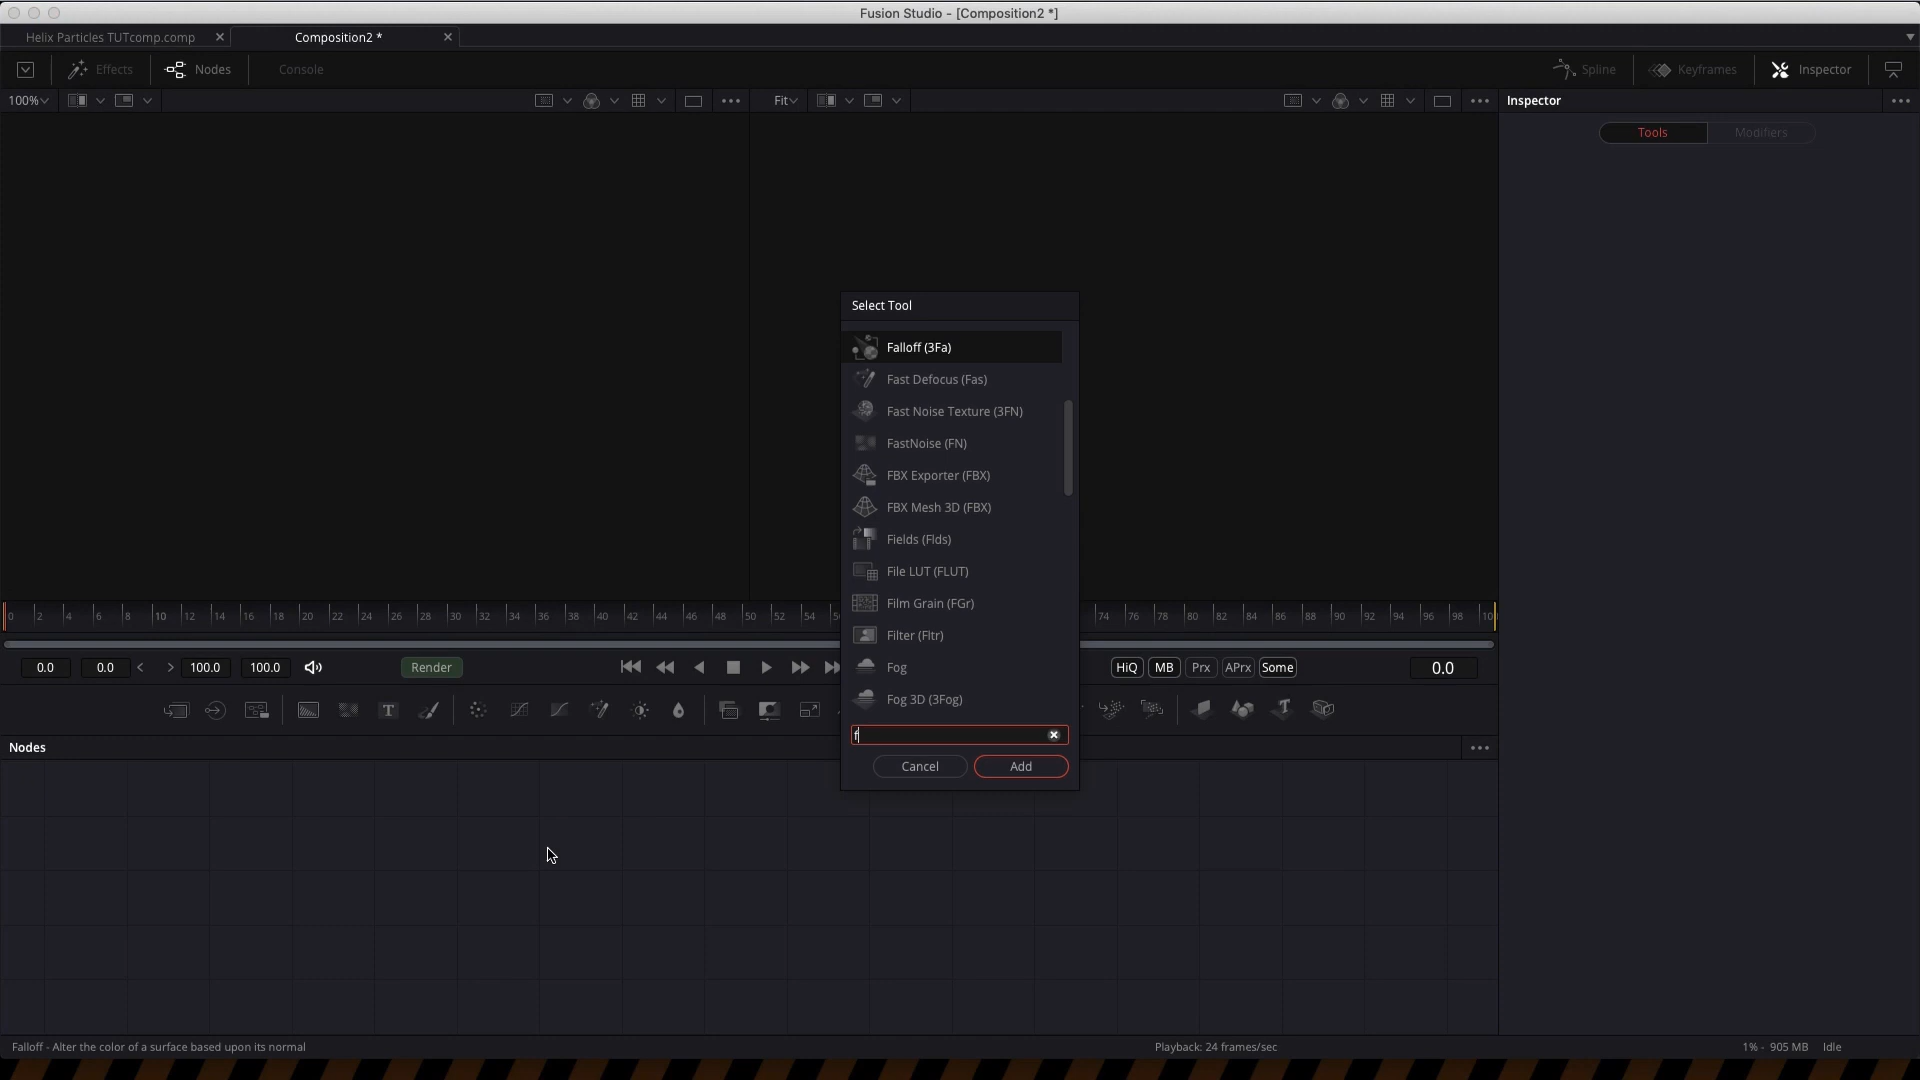 Fusion Studio - [Composition2 *]
Helix Particles TUTcomp.comp
Composition2 *
Effects
Nodes
Console
Spline
Keyframes
Inspector
100%
Fit
Inspector
Tools
Modifiers
Select Tool
Falloff (3Fa)
Fast Defocus (Fas)
Fast Noise Texture (3FN)
FastNoise (FN)
FBX Exporter (FBX)
FBX Mesh 3D (FBX)
Fields (Flds)
File LUT (FLUT)
Film Grain (FGr)
Filter (Fltr)
Fog
Fog 3D (3Fog)
f
Cancel
Add
0 2 4 6 8 10 12 14 16 18 20 22 24 26 28 30 32 34 36 38 40 42 44 46 48 50 52 54 74 76 78 80 82 84 86 88 90 92 94 96 98
0.0
0.0
100.0
100.0
Render
HiQ
MB
Prx
APrx
Some
0.0
Nodes
Falloff - Alter the color of a surface based upon its normal
Playback: 24 frames/sec
1% - 905 MB
Idle